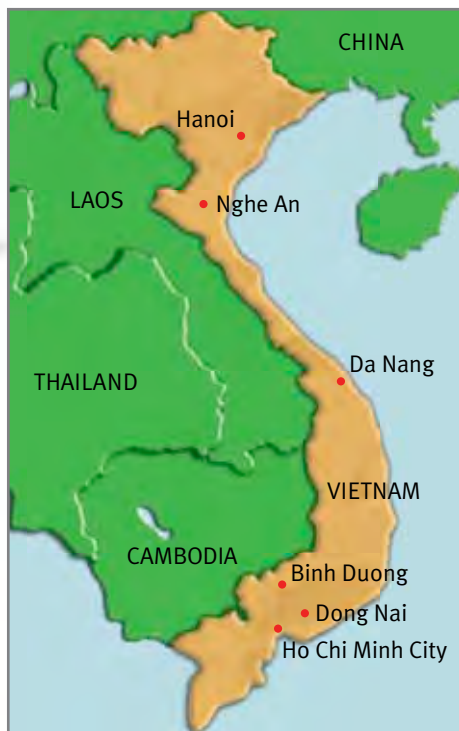 CHINA
Hanoi
LAOS
Nghe An
Da Nang
THAILAND
VIETNAM
CAMBODIA
Binh Duong
Dong Nai
Ho Chi Minh City